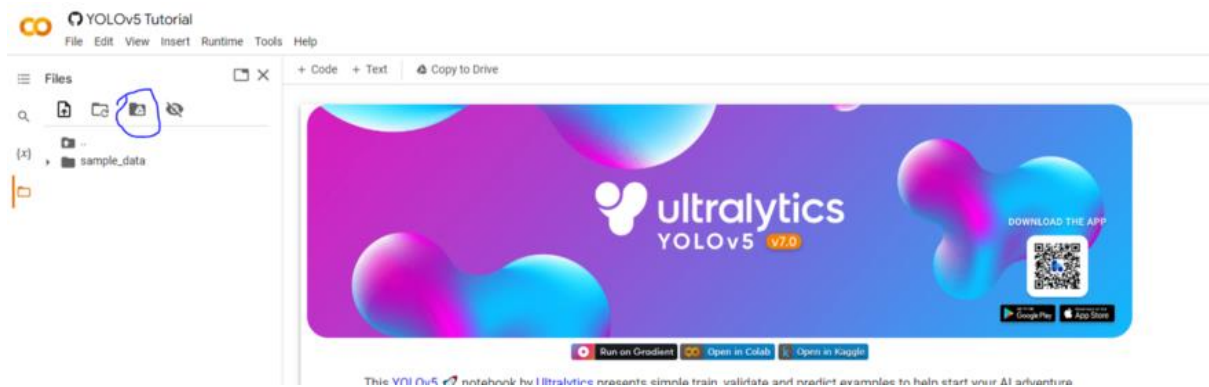 YOLOv5 Tutorial
File Edit View Insert Runtime Tools Help
Files
+ Code + Text Copy to Drive
{x}
..
sample_data
ultralytics
YOLOv5 v7.0
DOWNLOAD THE APP
Google Play App Store
Run on Gradient Open in Colab Open in Kaggle
This YOLOv5 🚀 notebook by Ultralytics presents simple train, validate and predict examples to help start your AI adventure.